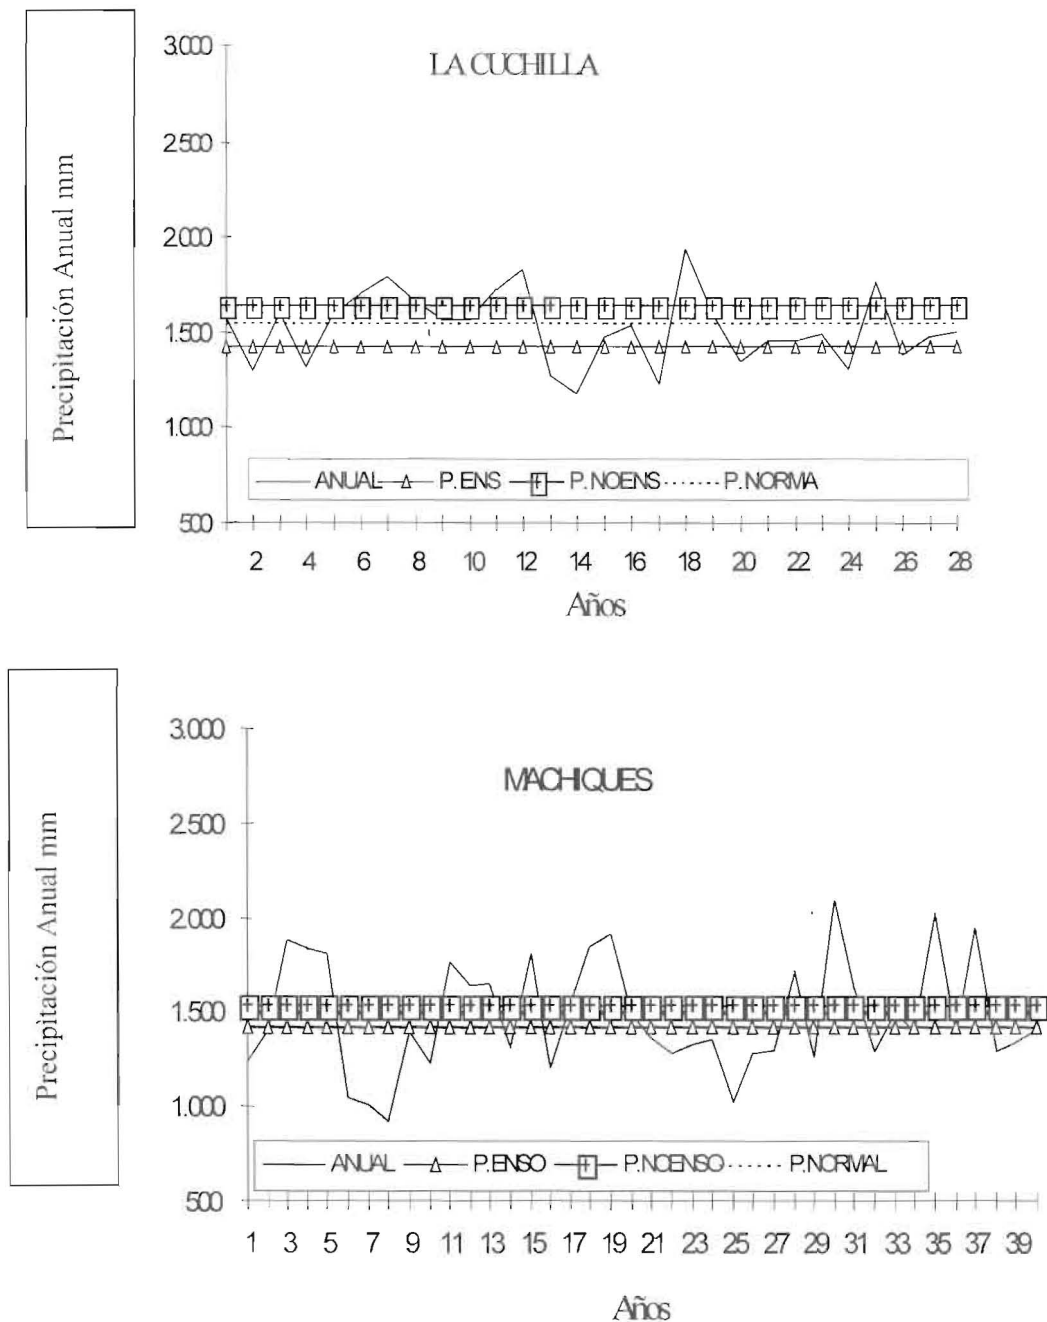 LA CUCHILLA
Precipitación Anual mm
3.000
2.500
2.000
1.500
1.000
500
ANUAL P.ENS P.NOENS P.NORMA
2 4 6 8 10 12 14 16 18 20 22 24 26 28
Años
MACHIQUES
Precipitación Anual mm
3.000
2.500
2.000
1.500
1.000
500
ANUAL P.ENSO P.NOENSO P.NORMAL
1 3 5 7 9 11 13 15 17 19 21 23 25 27 29 31 33 35 37 39
Años